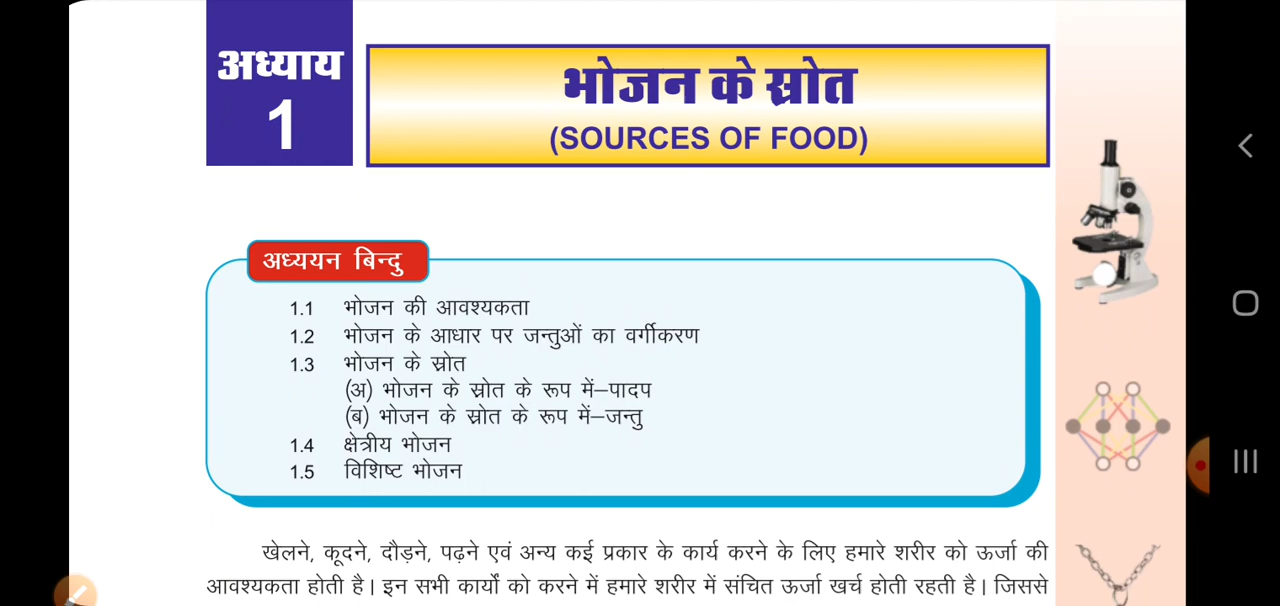 अध्याय
1
भोजन के स्रोत
(SOURCES OF FOOD)
अध्ययन बिन्दु
1.1 भोजन की आवश्यकता
1.2 भोजन के आधार पर जन्तुओं का वर्गीकरण
1.3 भोजन के स्रोत
(अ) भोजन के स्रोत के रूप में–पादप
(ब) भोजन के स्रोत के रूप में–जन्तु
1.4 क्षेत्रीय भोजन
1.5 विशिष्ट भोजन
खेलने, कूदने, दौड़ने, पढ़ने एवं अन्य कई प्रकार के कार्य करने के लिए हमारे शरीर को ऊर्जा की
आवश्यकता होती है। इन सभी कार्यों को करने में हमारे शरीर में संचित ऊर्जा खर्च होती रहती है। जिससे